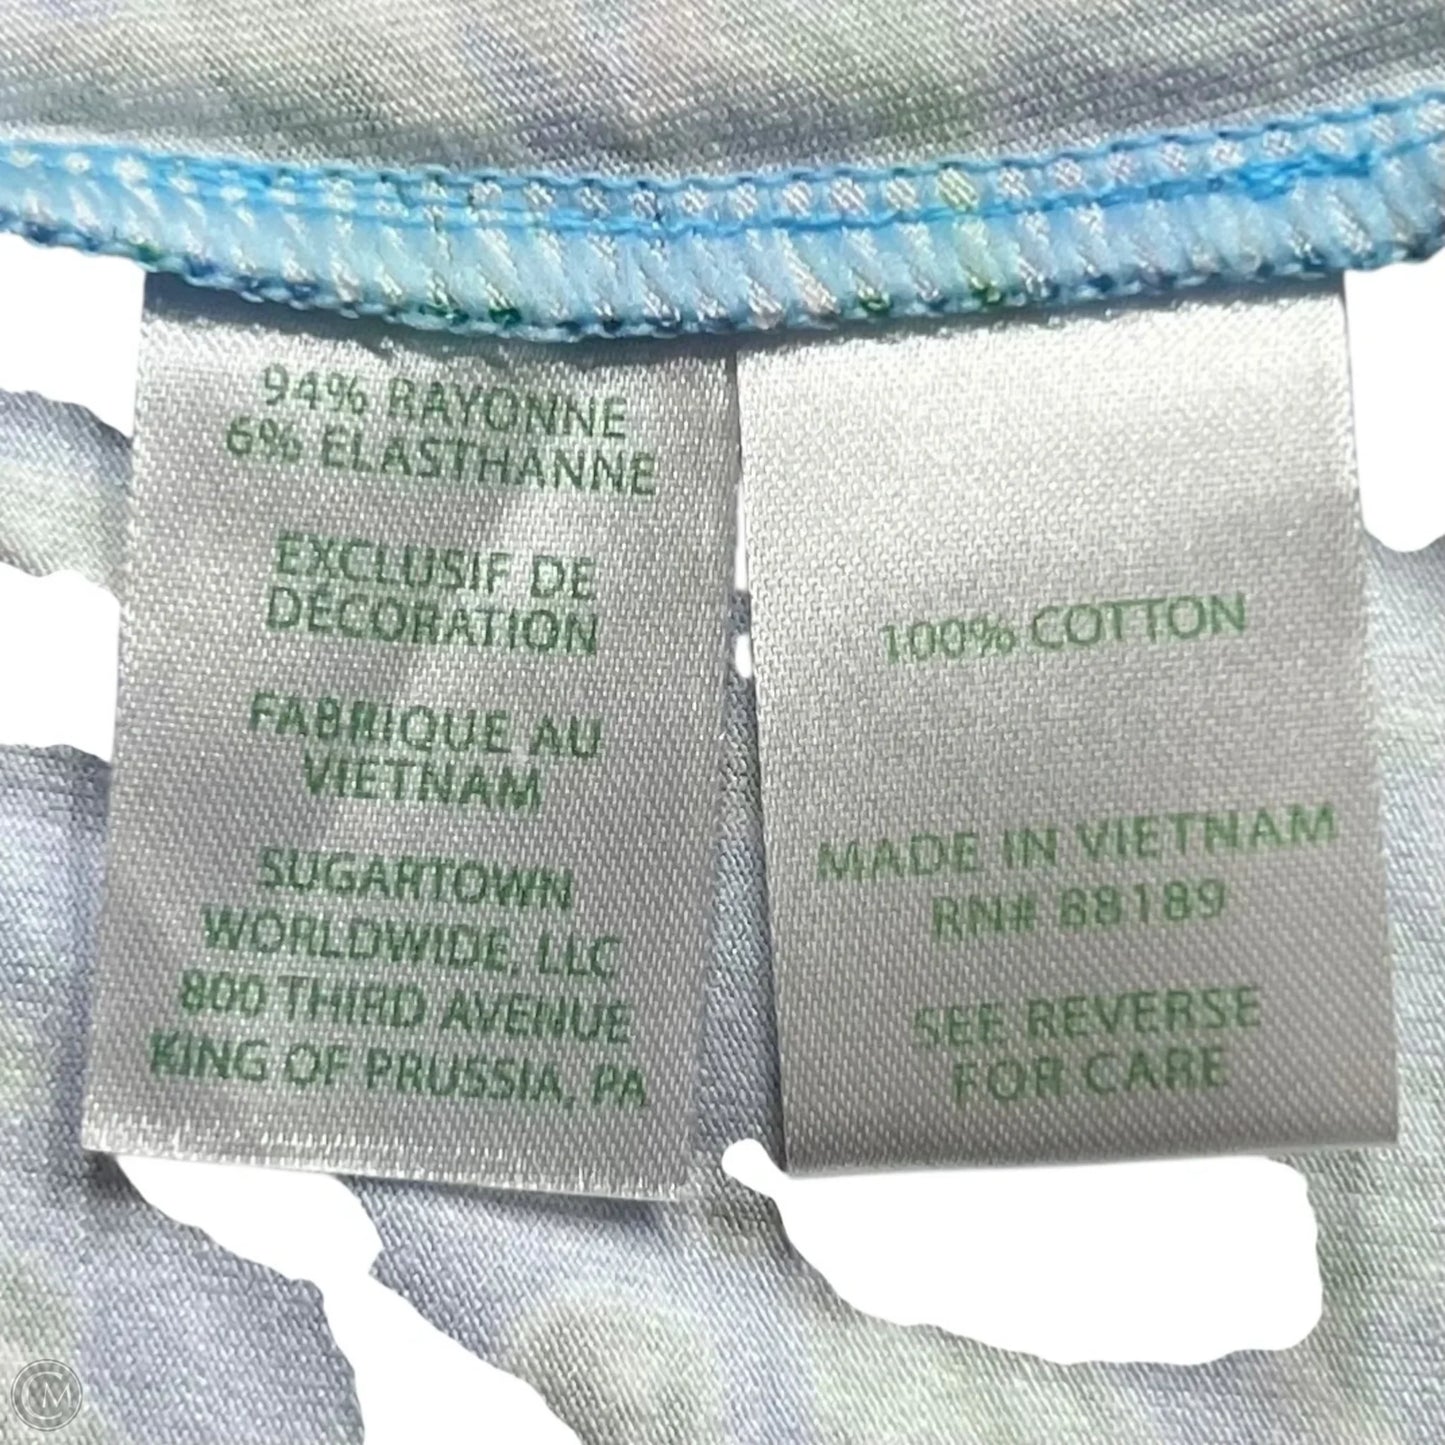 94% RAYONNE
6% ELASTHANNE
EXCLUSIF DE
DÉCORATION
FABRIQUE AU
VIETNAM
SUGARTOWN
WORLDWIDE, LLC
800 THIRD AVENUE
KING OF PRUSSIA, PA
100% COTTON
MADE IN VIETNAM
RN# 88189
SEE REVERSE
FOR CARE